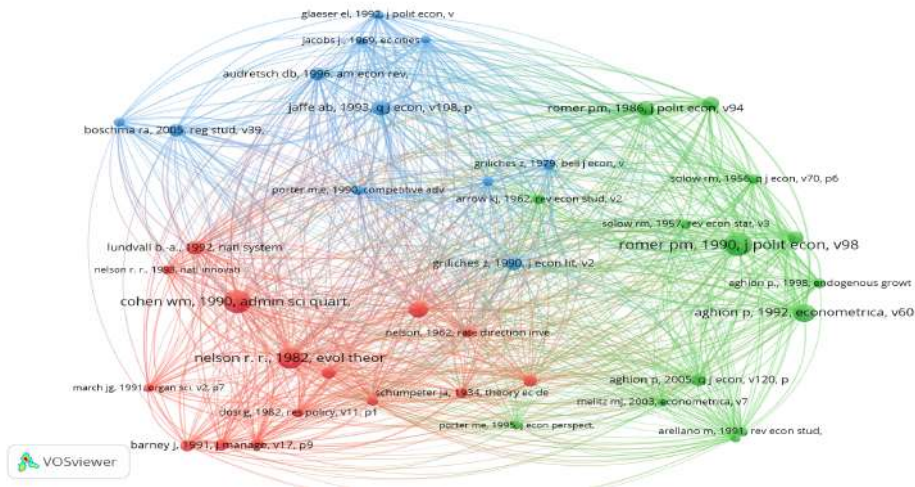 glaeser el, 1992, j polit econ, v
jacobs j., 1969, ec cities
audretsch db, 1996, am econ rev,
jaffe ab, 1993, q j econ, v108, p
romer pm, 1986, j polit econ, v94
boschma ra, 2005, reg stud, v39,
griliches z, 1979, bell j econ, v
solow rm, 1956, q j econ, v70, p6
porter m.e, 1990, competitive adv
arrow kj, 1962, rev econ stud, v2
solow rm, 1957, rev econ stat, v3
lundvall b.-a., 1992, natl system
romer pm, 1990, j polit econ, v98
nelson r. r., 1993, natl innovati
griliches z, 1990, j econ lit, v2
aghion p., 1998, endogenous growt
cohen wm, 1990, admin sci quart,
aghion p, 1992, econometrica, v60
nelson, 1962, rate direction inve
nelson r. r., 1982, evol theor
march jg, 1991, organ sci, v2, p7
aghion p, 2005, q j econ, v120, p
schumpeter ja, 1934, theory ec de
melitz mj, 2003, econometrica, v7
dosi g, 1982, res policy, v11, p1
porter me, 1995, j econ perspect,
arellano m, 1991, rev econ stud,
barney j, 1991, j manage, v17, p9
VOSviewer